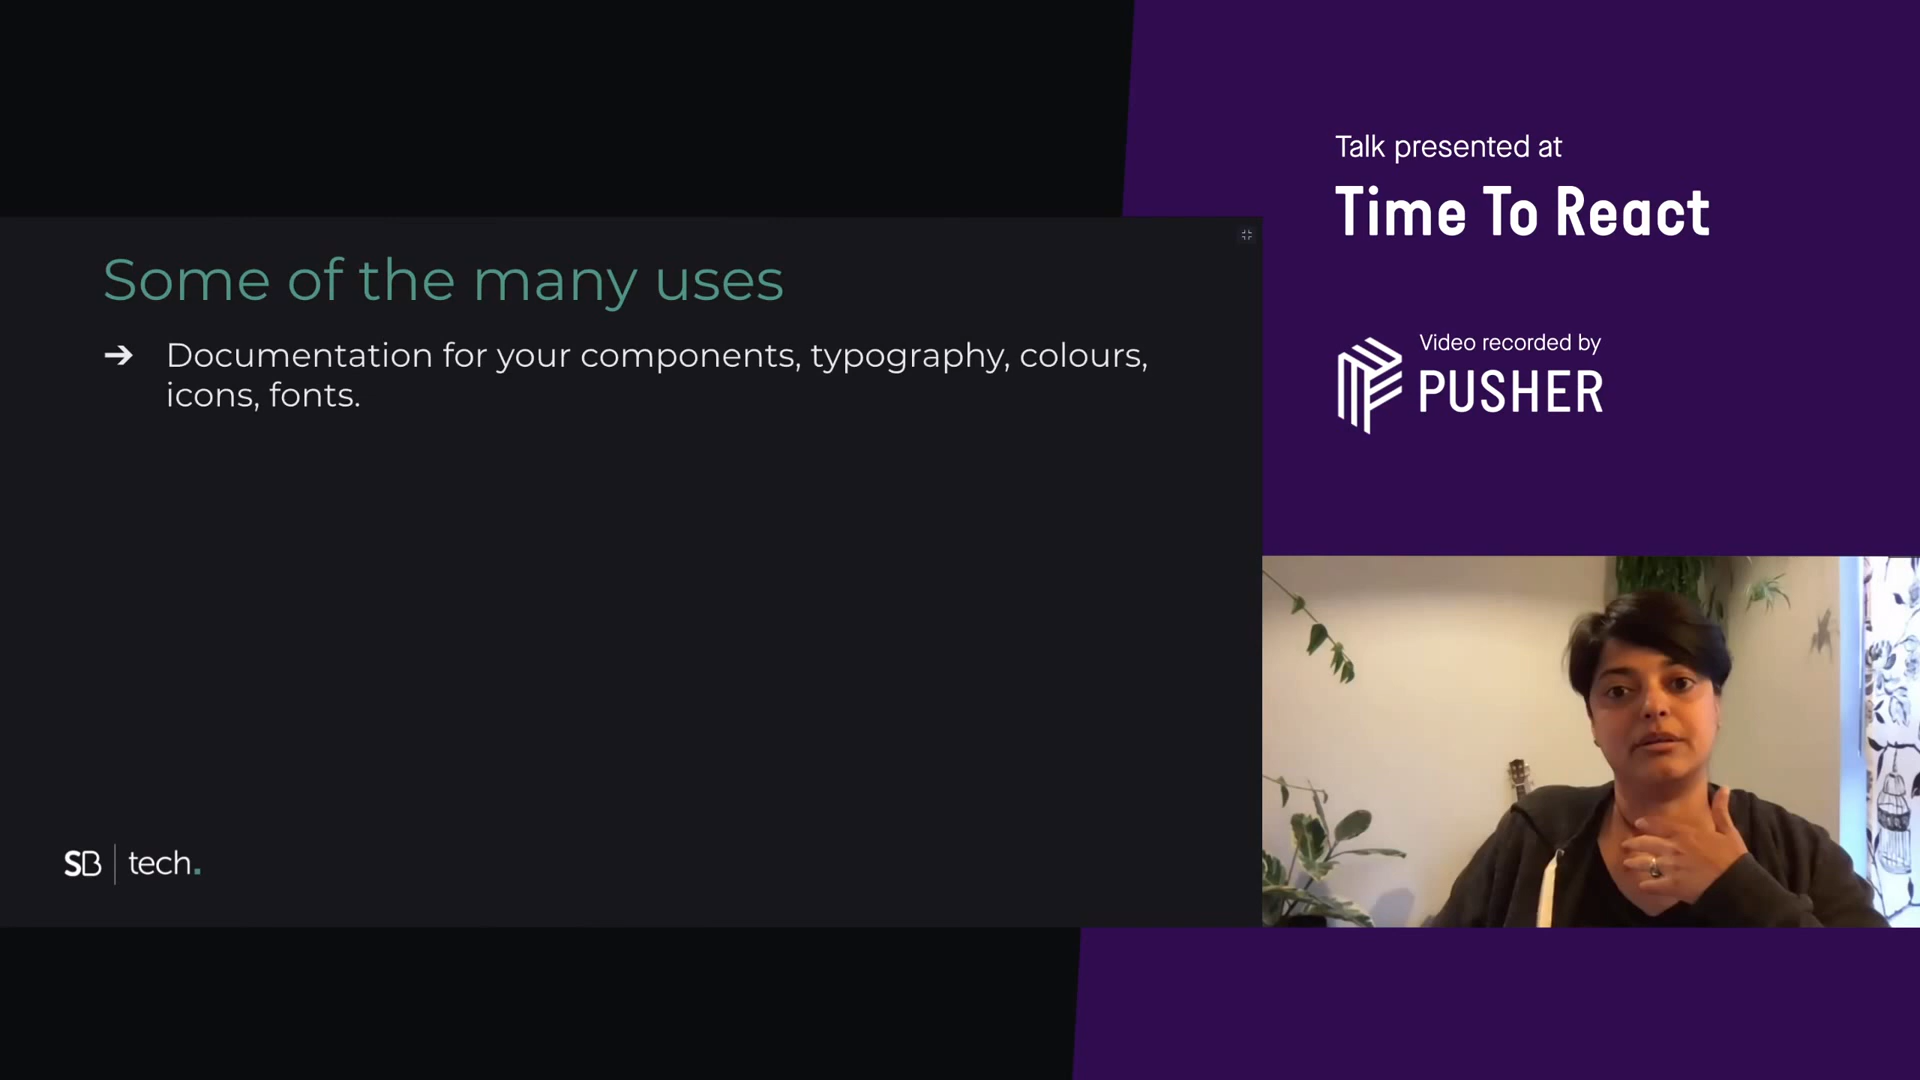 Some of the many uses
➔ Documentation for your components, typography, colours,
icons, fonts.
SB | tech.
Talk presented at
Time To React
Video recorded by
PUSHER